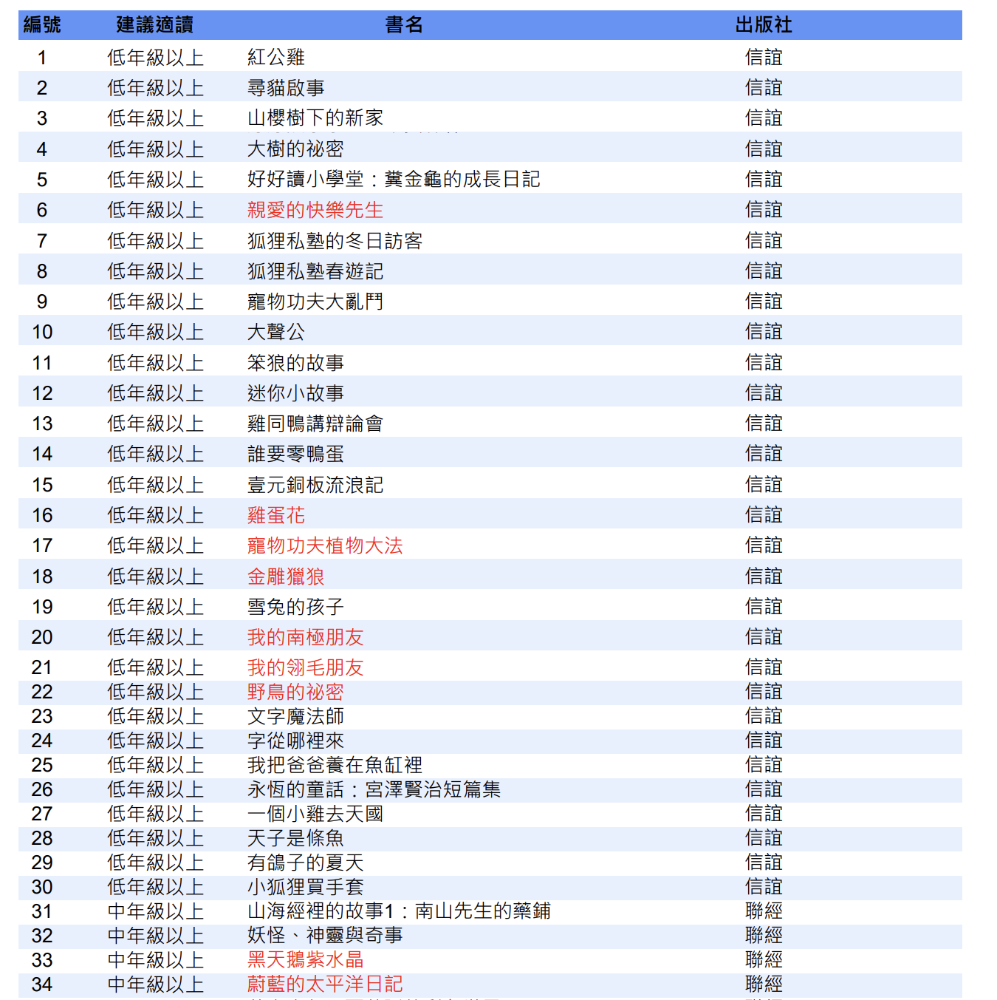 編號 建議適讀 書名 出版社
1 低年級以上 紅公雞 信誼
2 低年級以上 尋貓啟事 信誼
3 低年級以上 山櫻樹下的新家 信誼
4 低年級以上 大樹的祕密 信誼
5 低年級以上 好好讀小學堂：糞金龜的成長日記 信誼
6 低年級以上 親愛的快樂先生 信誼
7 低年級以上 狐狸私塾的冬日訪客 信誼
8 低年級以上 狐狸私塾春遊記 信誼
9 低年級以上 寵物功夫大亂鬥 信誼
10 低年級以上 大聲公 信誼
11 低年級以上 笨狼的故事 信誼
12 低年級以上 迷你小故事 信誼
13 低年級以上 雞同鴨講辯論會 信誼
14 低年級以上 誰要零鴨蛋 信誼
15 低年級以上 壹元銅板流浪記 信誼
16 低年級以上 雞蛋花 信誼
17 低年級以上 寵物功夫植物大法 信誼
18 低年級以上 金雕獵狼 信誼
19 低年級以上 雪兔的孩子 信誼
20 低年級以上 我的南極朋友 信誼
21 低年級以上 我的翎毛朋友 信誼
22 低年級以上 野鳥的祕密 信誼
23 低年級以上 文字魔法師 信誼
24 低年級以上 字從哪裡來 信誼
25 低年級以上 我把爸爸養在魚缸裡 信誼
26 低年級以上 永恆的童話：宮澤賢治短篇集 信誼
27 低年級以上 一個小雞去天國 信誼
28 低年級以上 天子是條魚 信誼
29 低年級以上 有鴿子的夏天 信誼
30 低年級以上 小狐狸買手套 信誼
31 中年級以上 山海經裡的故事1：南山先生的藥鋪 聯經
32 中年級以上 妖怪、神靈與奇事 聯經
33 中年級以上 黑天鵝紫水晶 聯經
34 中年級以上 蔚藍的太平洋日記 聯經